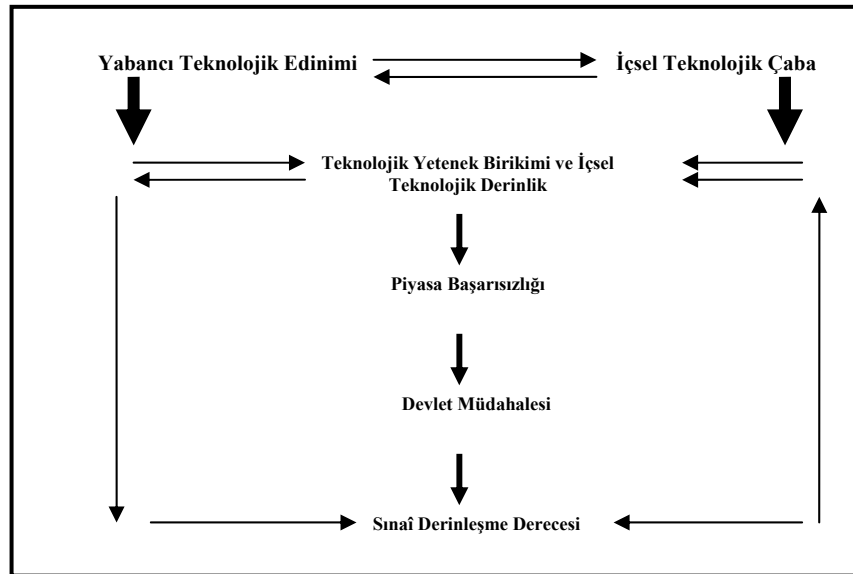 Yabancı Teknolojik Edinimi
İçsel Teknolojik Çaba
Teknolojik Yetenek Birikimi ve İçsel
Teknolojik Derinlik
Piyasa Başarısızlığı
Devlet Müdahalesi
Sınaî Derinleşme Derecesi